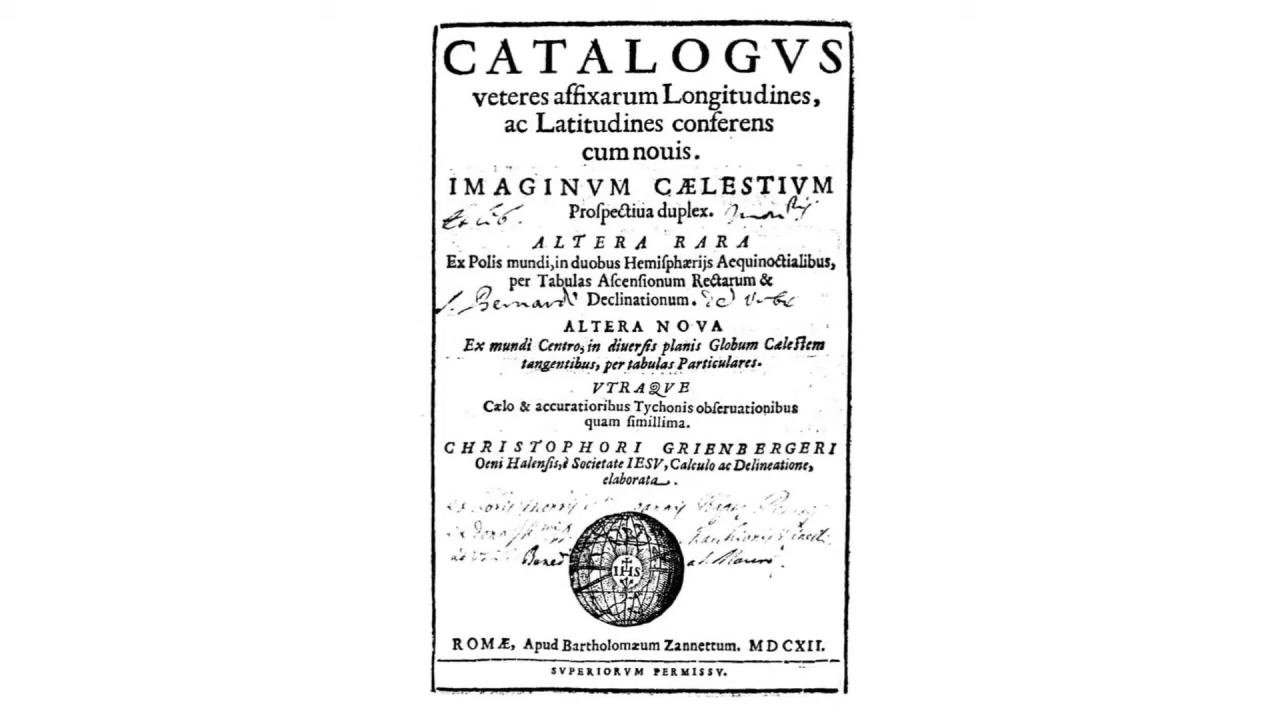 CATALOGVS
veteres affixarum Longitudines,
ac Latitudines conferens
cum nouis.
IMAGINVM CÆLESTIVM
Proſpectiua duplex.
ALTERA RARA
Ex Polis mundi, in duobus Hemiſphærijs Aequinoctialibus,
per Tabulas Aſcenſionum Rectarum &
S. Bernardi Declinationum.
ALTERA NOVA
Ex mundi Centro, in diuerſis planis Globum Cæleſtem
tangentibus, per tabulas Particulares.
VTRAQVE
Cælo & accuratioribus Tychonis obſeruationibus
quam ſimillima.
CHRISTOPHORI GRIENBERGERI
Oeni Halenſis, è Societate IESV, Calculo ac Delineatione,
elaborata.
IHS
ROMÆ, Apud Bartholomæum Zannettum. MDCXII.
SVPERIORVM PERMISSV.